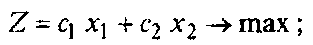 Z = c₁ x₁ + c₂ x₂ → max ;